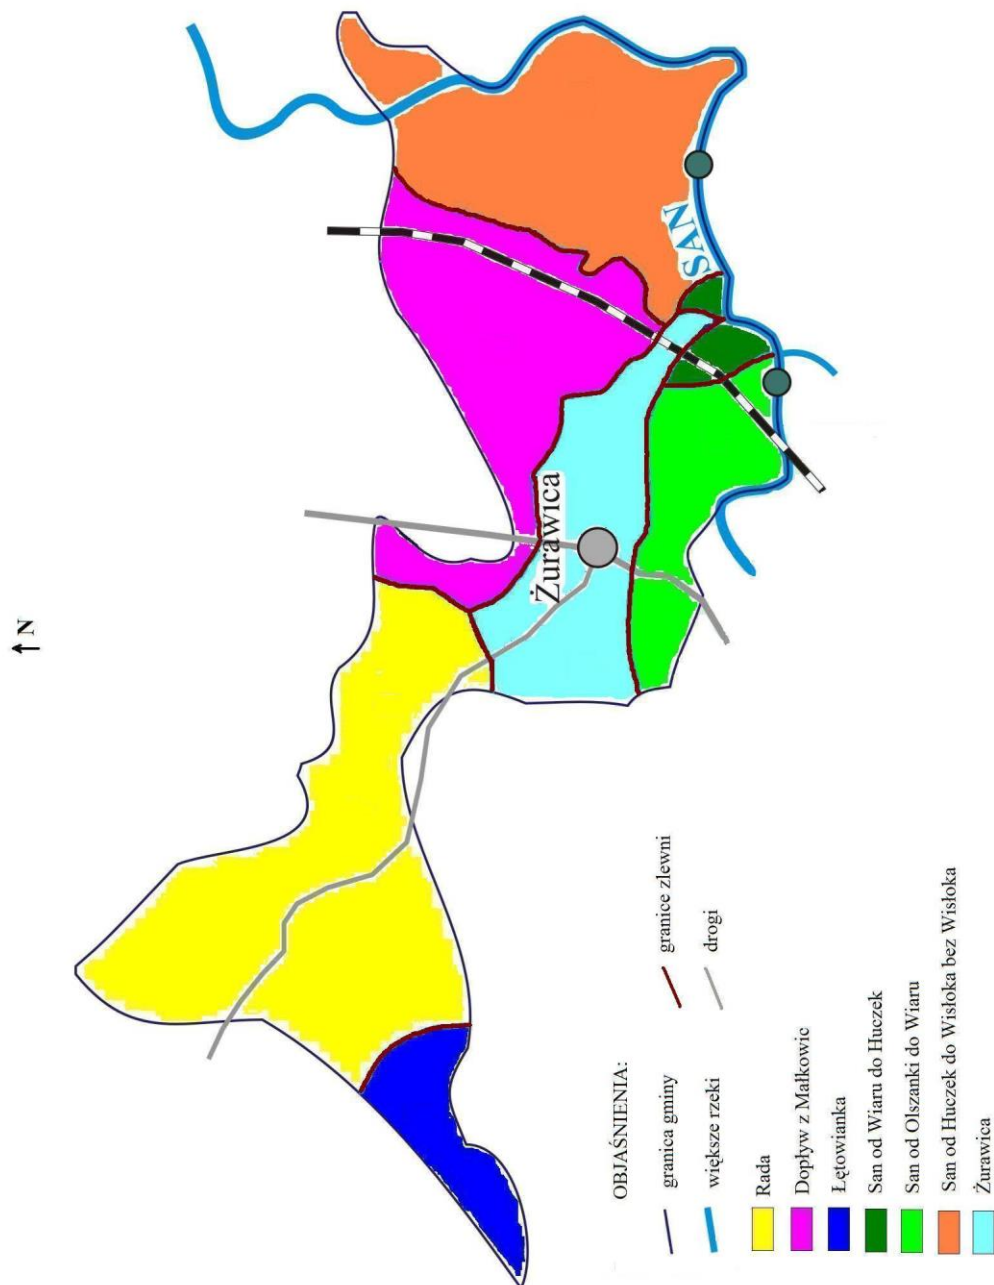 N
SAN
Żurawica
OBJAŚNIENIA:
granica gminy
granice zlewni
większe rzeki
drogi
Rada
Dopływ z Małkowic
Łętowianka
San od Wiaru do Huczek
San od Olszanki do Wiaru
San od Huczek do Wisłoka bez Wisłoka
Żurawica